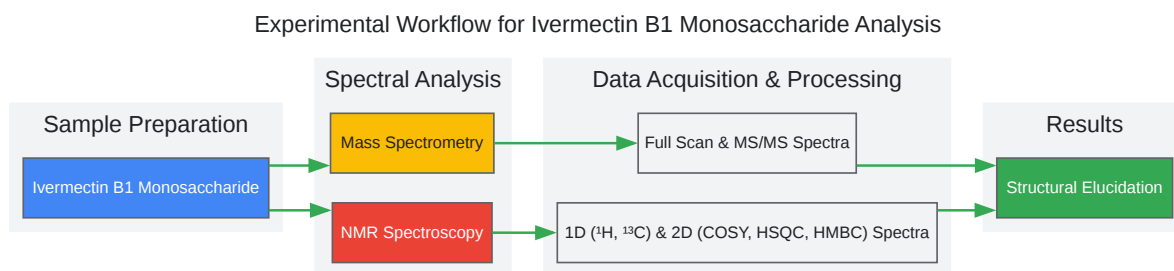 Experimental Workflow for Ivermectin B1 Monosaccharide Analysis
Sample Preparation
Ivermectin B1 Monosaccharide
Spectral Analysis
Mass Spectrometry
NMR Spectroscopy
Data Acquisition & Processing
Full Scan & MS/MS Spectra
1D (¹H, ¹³C) & 2D (COSY, HSQC, HMBC) Spectra
Results
Structural Elucidation